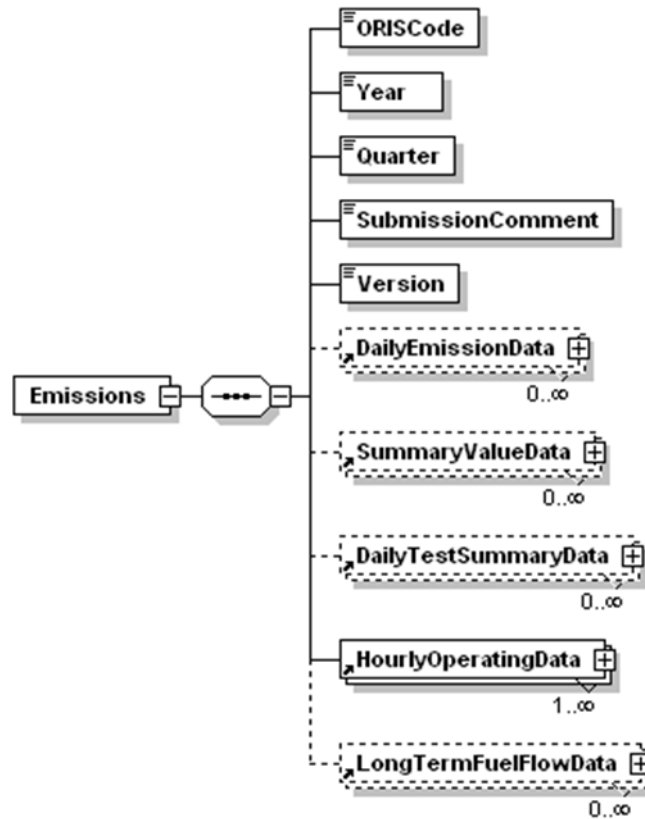 ORISCode
Year
Quarter
SubmissionComment
Version
DailyEmissionData
0..∞
Emissions
SummaryValueData
0..∞
DailyTestSummaryData
0..∞
HourlyOperatingData
1..∞
LongTermFuelFlowData
0..∞